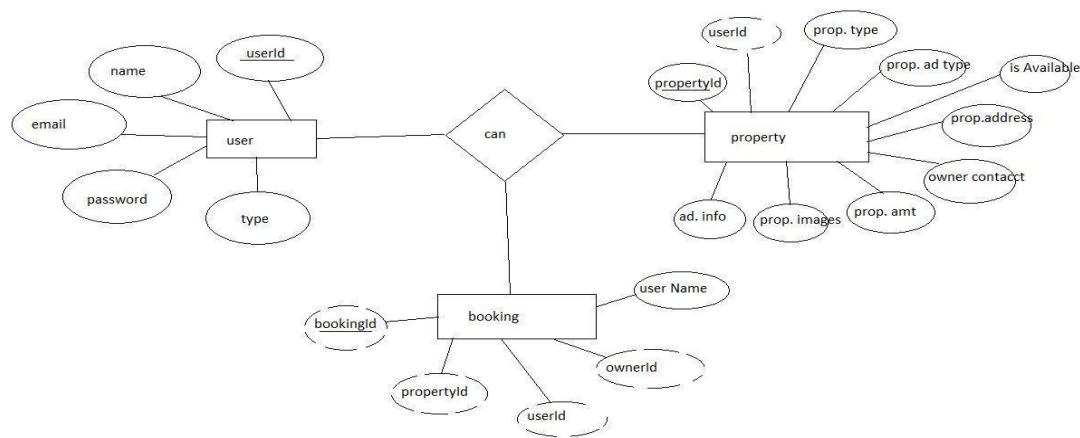 userId
name
email
user
password
type
can
userId
prop. type
prop. ad type
is Available
propertyId
property
prop.address
owner contacct
prop. amt
prop. images
ad. info
user Name
booking
bookingId
ownerId
propertyId
userId